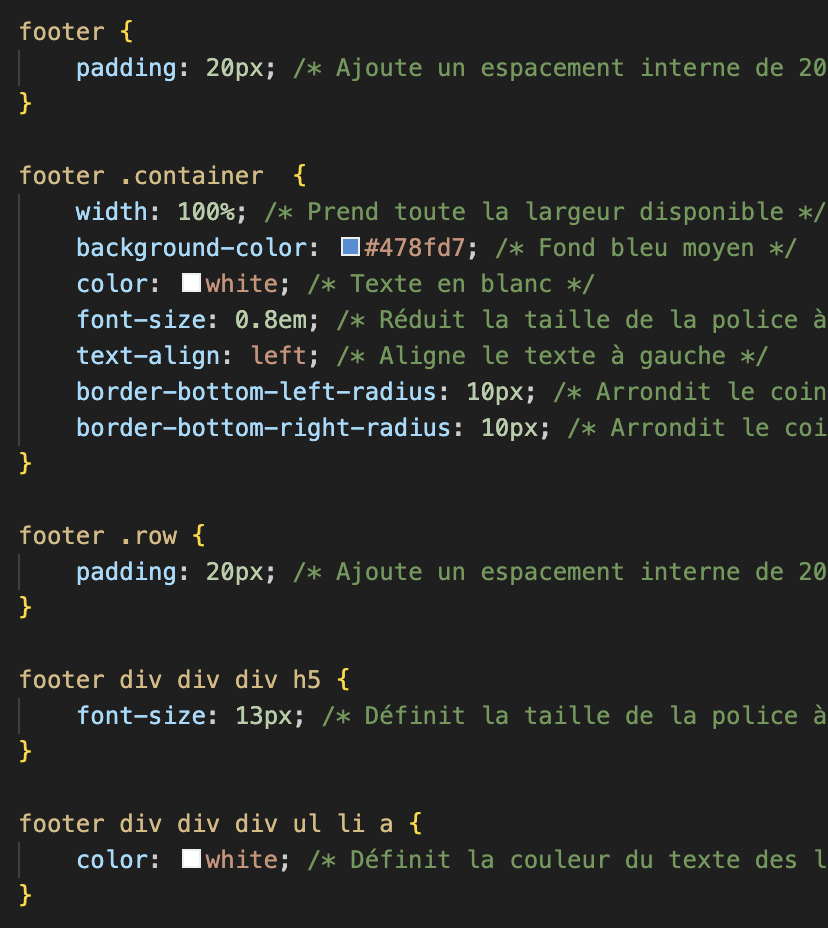 footer {
    padding: 20px; /* Ajoute un espacement interne de 20
}
footer .container  {
    width: 100%; /* Prend toute la largeur disponible */
    background-color: #478fd7; /* Fond bleu moyen */
    color: white; /* Texte en blanc */
    font-size: 0.8em; /* Réduit la taille de la police à
    text-align: left; /* Aligne le texte à gauche */
    border-bottom-left-radius: 10px; /* Arrondit le coin
    border-bottom-right-radius: 10px; /* Arrondit le coi
}
footer .row {
    padding: 20px; /* Ajoute un espacement interne de 20
}
footer div div div h5 {
    font-size: 13px; /* Définit la taille de la police à
}
footer div div div ul li a {
    color: white; /* Définit la couleur du texte des l
}